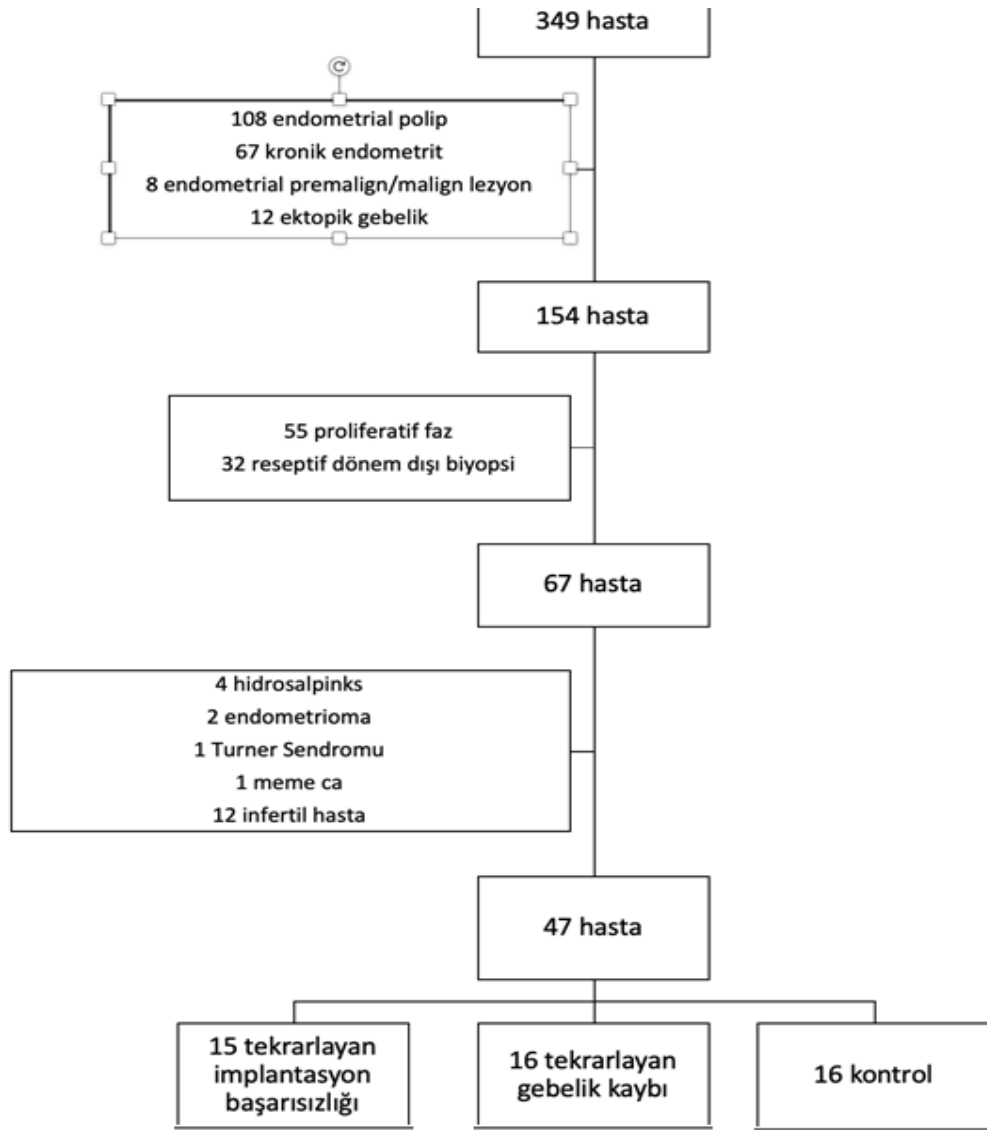 349 hasta
108 endometrial polip
67 kronik endometrit
8 endometrial premalign/malign lezyon
12 ektopik gebelik
154 hasta
55 proliferatif faz
32 reseptif dönem dışı biyopsi
67 hasta
4 hidrosalpinks
2 endometrioma
1 Turner Sendromu
1 meme ca
12 infertil hasta
47 hasta
15 tekrarlayan
implantasyon
başarısızlığı
16 tekrarlayan
gebelik kaybı
16 kontrol